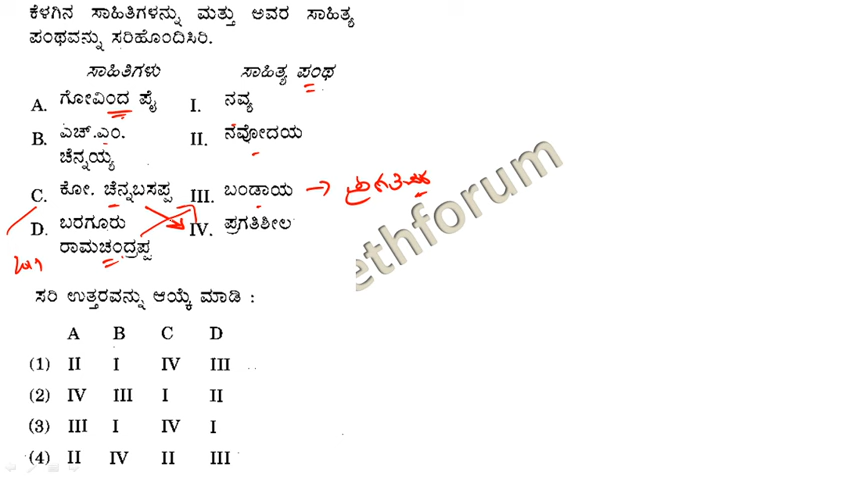 ಕೆಳಗಿನ ಸಾಹಿತಿಗಳನ್ನು ಮತ್ತು ಅವರ ಸಾಹಿತ್ಯ
ಪಂಥವನ್ನು ಸರಿಹೊಂದಿಸಿರಿ.
ಸಾಹಿತಿಗಳು ಸಾಹಿತ್ಯ ಪಂಥ
A. ಗೋವಿಂದ ಪೈ I. ನವ್ಯ
B. ಎಚ್.ಎಂ. II. ನವೋದಯ
ಚೆನ್ನಯ್ಯ
C. ಕೋ. ಚೆನ್ನಬಸಪ್ಪ III. ಬಂಡಾಯ
D. ಬರಗೂರು IV. ಪ್ರಗತಿಶೀಲ
ರಾಮಚಂದ್ರಪ್ಪ
ethforum
ಸರಿ ಉತ್ತರವನ್ನು ಆಯ್ಕೆ ಮಾಡಿ :
A B C D
(1) II I IV III
(2) IV III I II
(3) III I IV I
(4) II IV II III